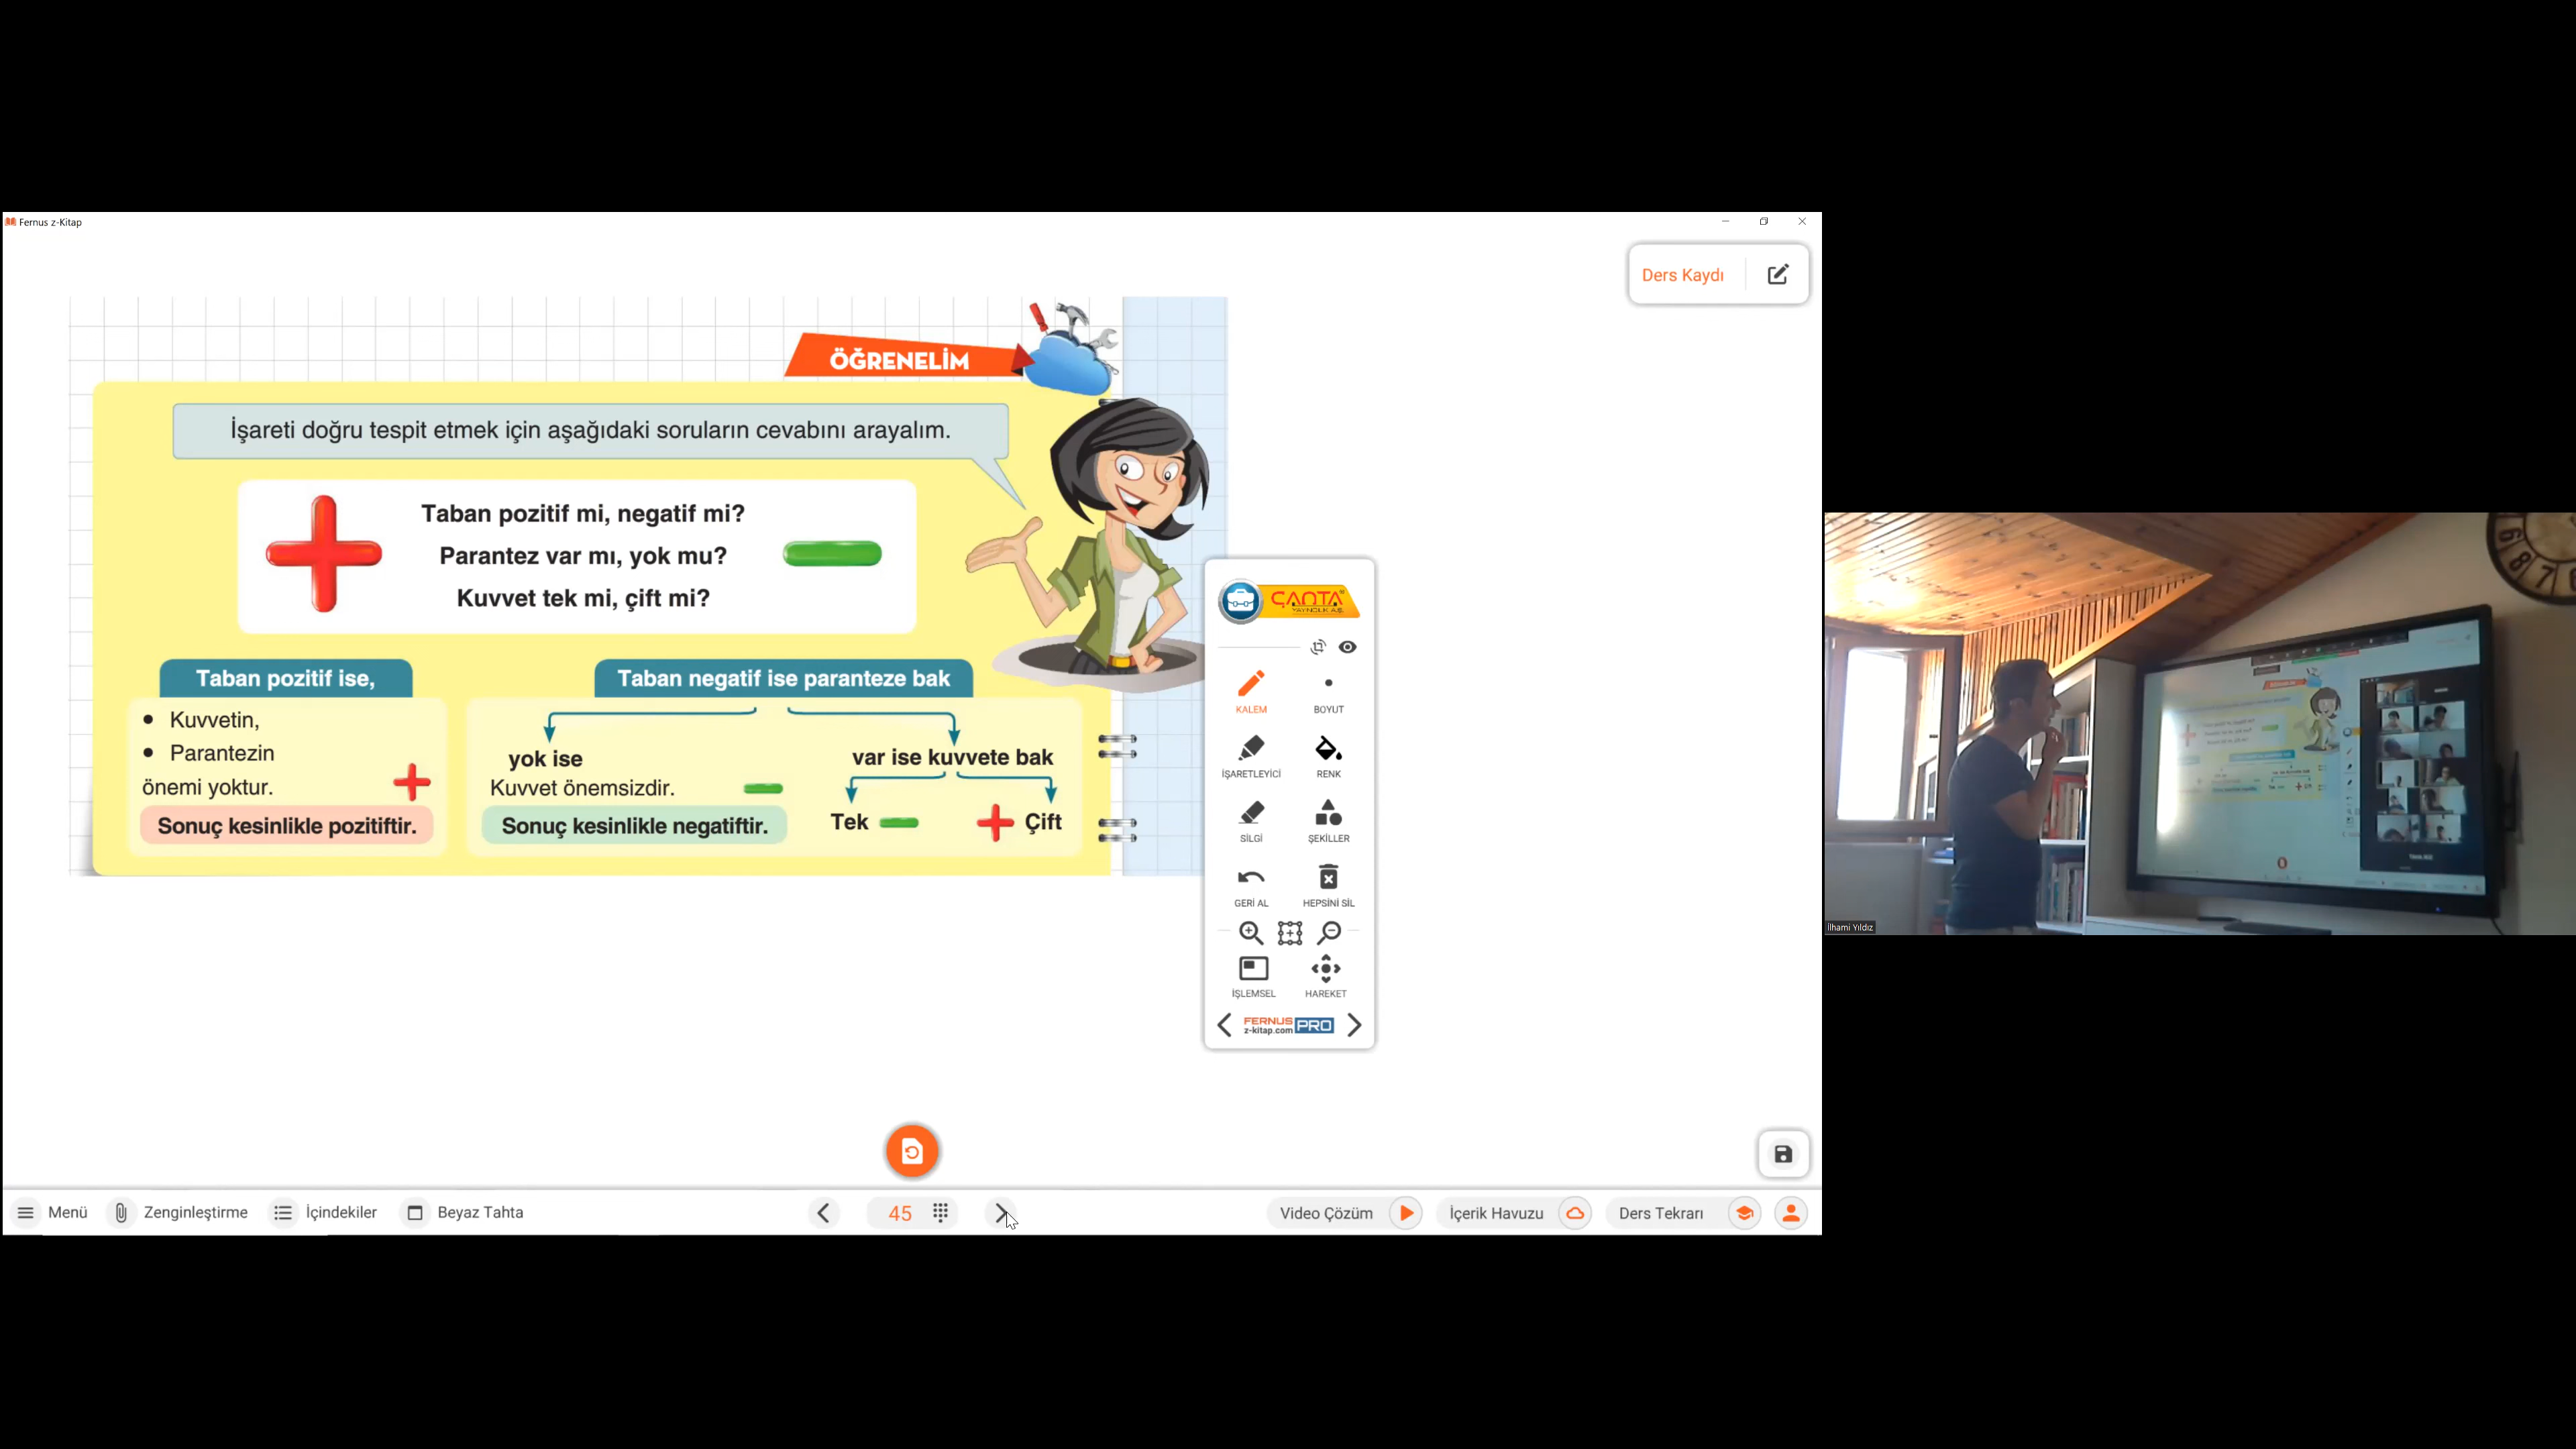 Fernus z-Kitap
Ders Kaydı
ÖĞRENELİM
İşareti doğru tespit etmek için aşağıdaki soruların cevabını arayalım.
Taban pozitif mi, negatif mi?
Parantez var mı, yok mu?
Kuvvet tek mi, çift mi?
Taban pozitif ise,
• Kuvvetin,
• Parantezin
önemi yoktur.
Sonuç kesinlikle pozitiftir.
Taban negatif ise paranteze bak
yok ise
Kuvvet önemsizdir.
Sonuç kesinlikle negatiftir.
var ise kuvvete bak
Tek
Çift
ÇANTA
YAYINCILIK A.Ş.
KALEM
BOYUT
İŞARETLEYİCİ
RENK
SİLGİ
ŞEKİLLER
GERİ AL
HEPSİNİ SİL
İŞLEMSEL
HAREKET
FERNUS
z-kitap.com PRO
Menü
Zenginleştirme
İçindekiler
Beyaz Tahta
45
Video Çözüm
İçerik Havuzu
Ders Tekrarı
İlhami Yıldız
6 8 7